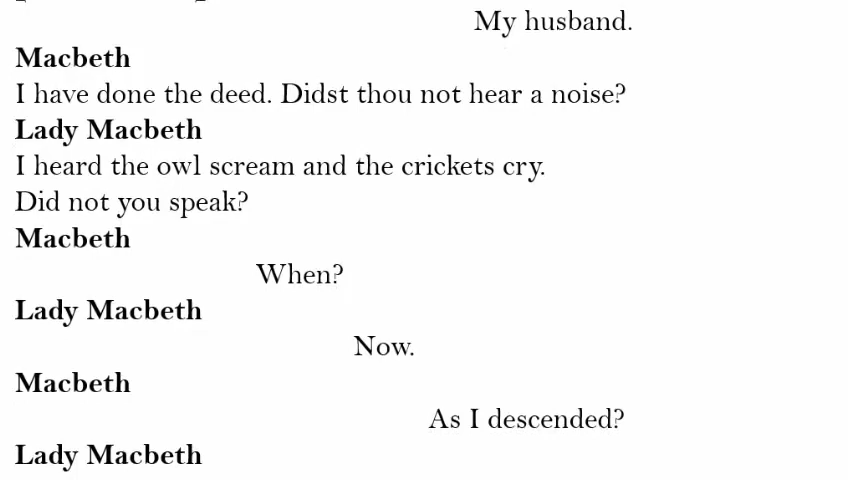 My husband.
Macbeth
I have done the deed. Didst thou not hear a noise?
Lady Macbeth
I heard the owl scream and the crickets cry.
Did not you speak?
Macbeth
When?
Lady Macbeth
Now.
Macbeth
As I descended?
Lady Macbeth